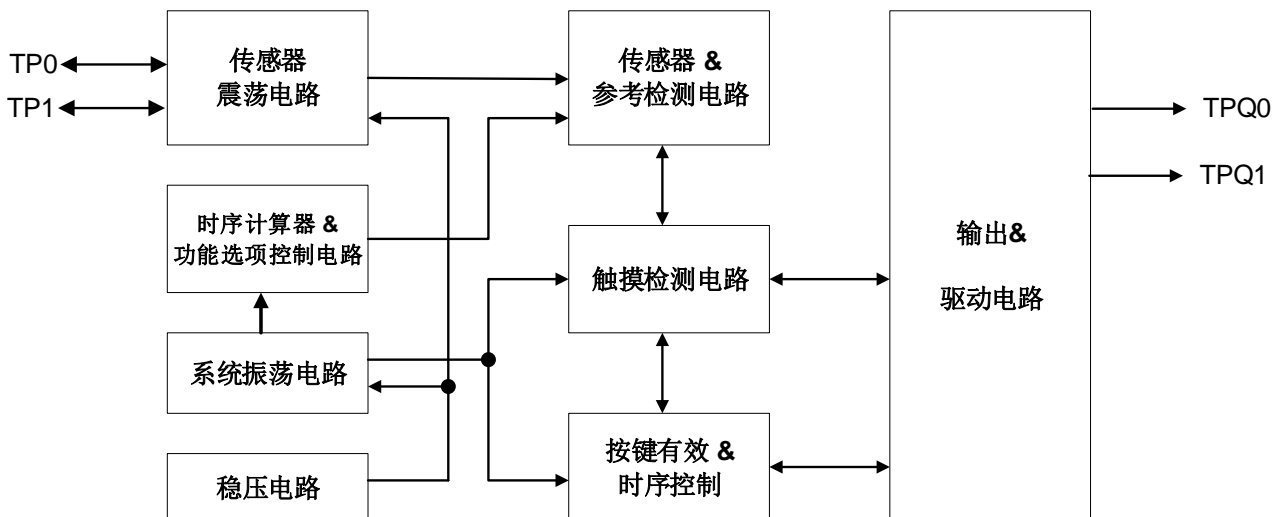 TP0
TP1
传感器
震荡电路
传感器 &
参考检测电路
TPQ0
TPQ1
时序计算器 &
功能选项控制电路
触摸检测电路
输出&
驱动电路
系统振荡电路
按键有效 &
时序控制
稳压电路